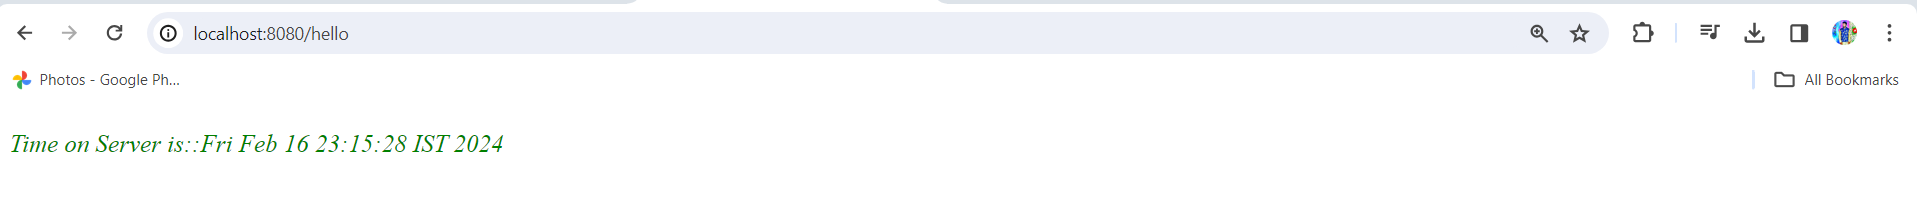 localhost:8080/hello
Photos - Google Ph...
All Bookmarks
Time on Server is::Fri Feb 16 23:15:28 IST 2024